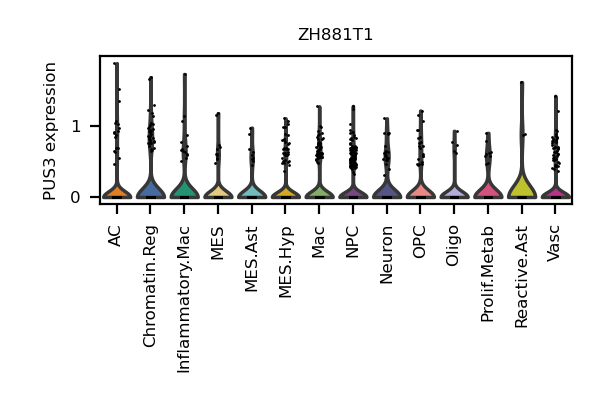 ZH881T1
PUS3 expression
1
0
AC
Chromatin.Reg
Inflammatory.Mac
MES
MES.Ast
MES.Hyp
Mac
NPC
Neuron
OPC
Oligo
Prolif.Metab
Reactive.Ast
Vasc